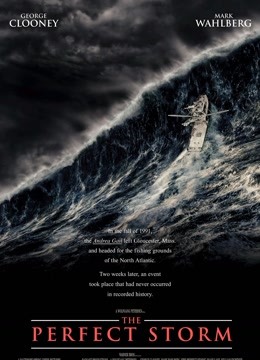 GEORGE CLOONEY
MARK WAHLBERG
In the fall of 1991,
the Andrea Gail left Gloucester, Mass.
and headed for the fishing grounds
of the North Atlantic.
Two weeks later, an event
took place that had never occurred
in recorded history.
THE
PERFECT STORM